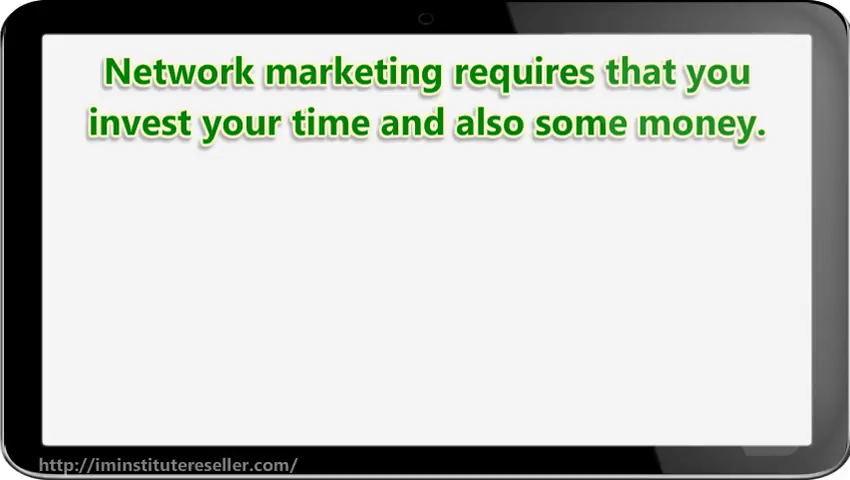 Network marketing requires that you
invest your time and also some money.
http://iminstitutereseller.com/